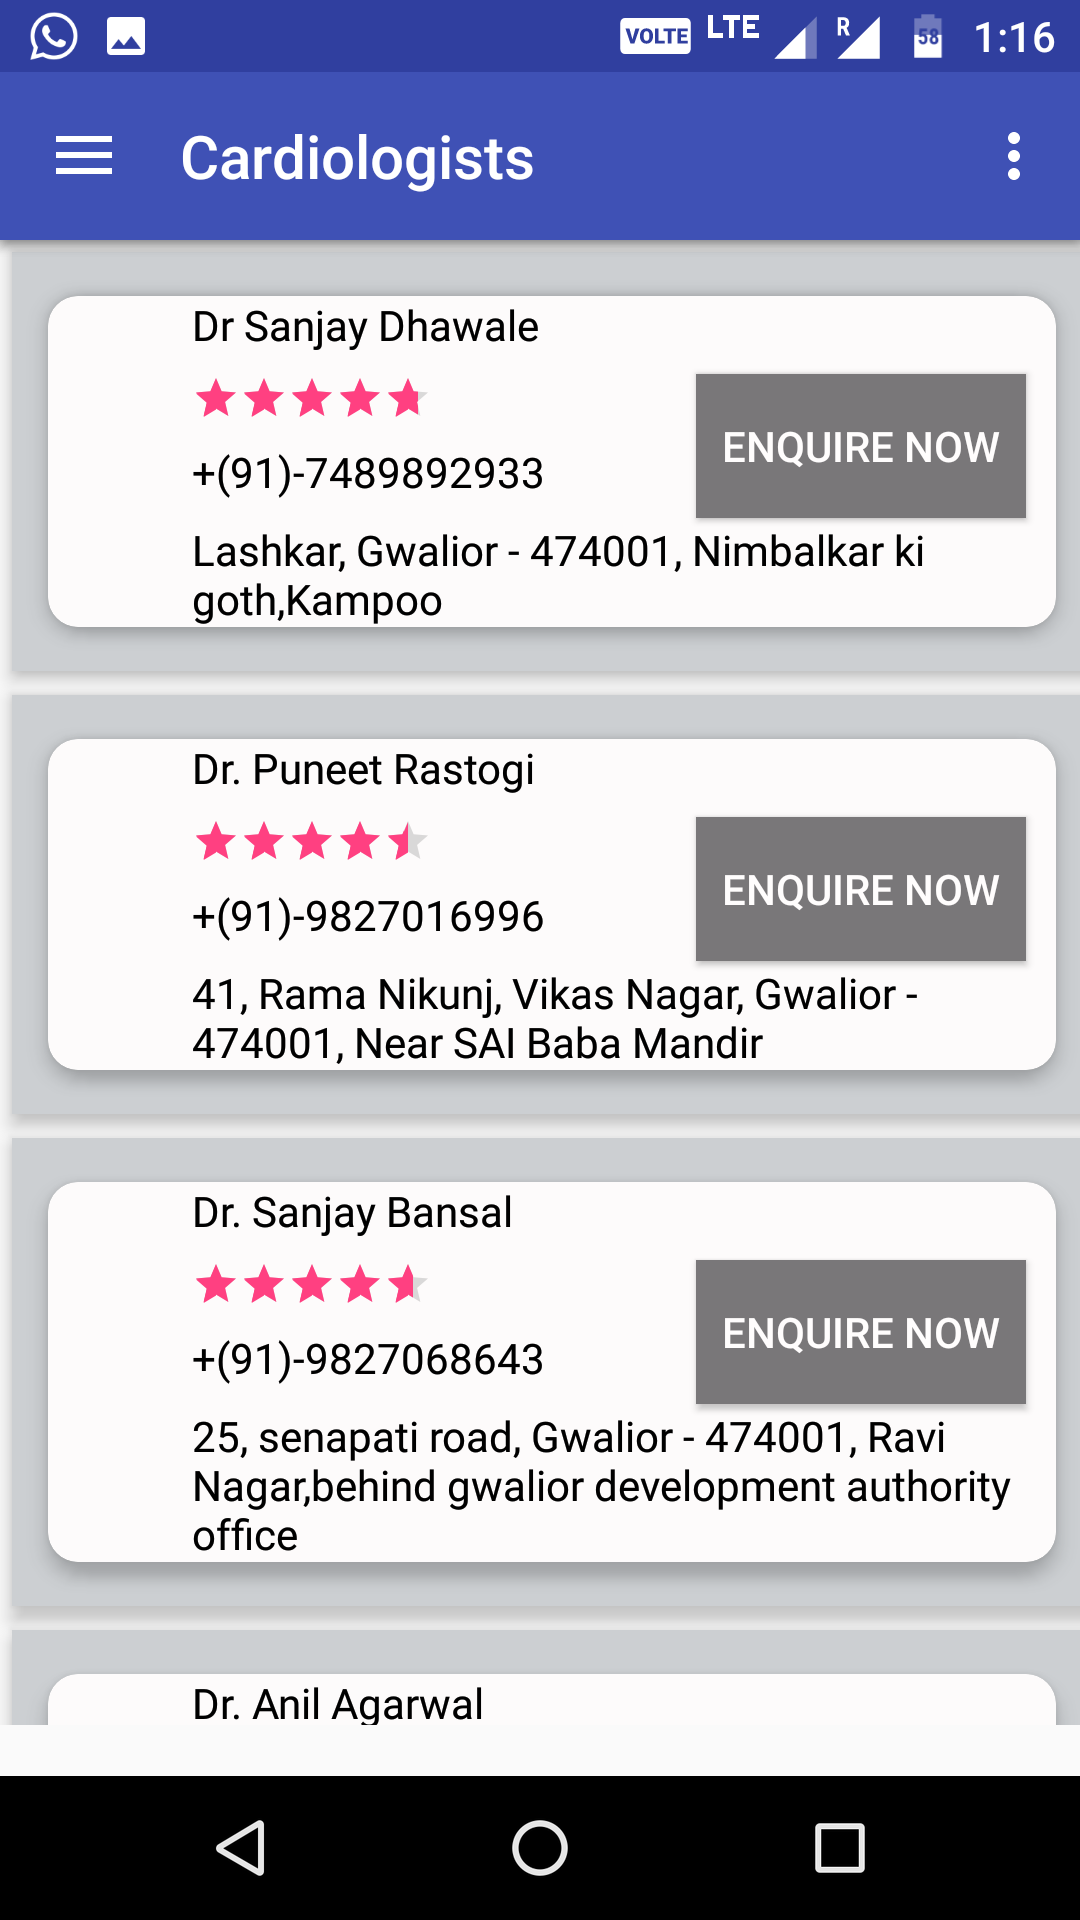 VOLTE LTE R 58 1:16
Cardiologists
Dr Sanjay Dhawale
ENQUIRE NOW
+(91)-7489892933
Lashkar, Gwalior - 474001, Nimbalkar ki
goth,Kampoo
Dr. Puneet Rastogi
ENQUIRE NOW
+(91)-9827016996
41, Rama Nikunj, Vikas Nagar, Gwalior -
474001, Near SAI Baba Mandir
Dr. Sanjay Bansal
ENQUIRE NOW
+(91)-9827068643
25, senapati road, Gwalior - 474001, Ravi
Nagar,behind gwalior development authority
office
Dr. Anil Agarwal